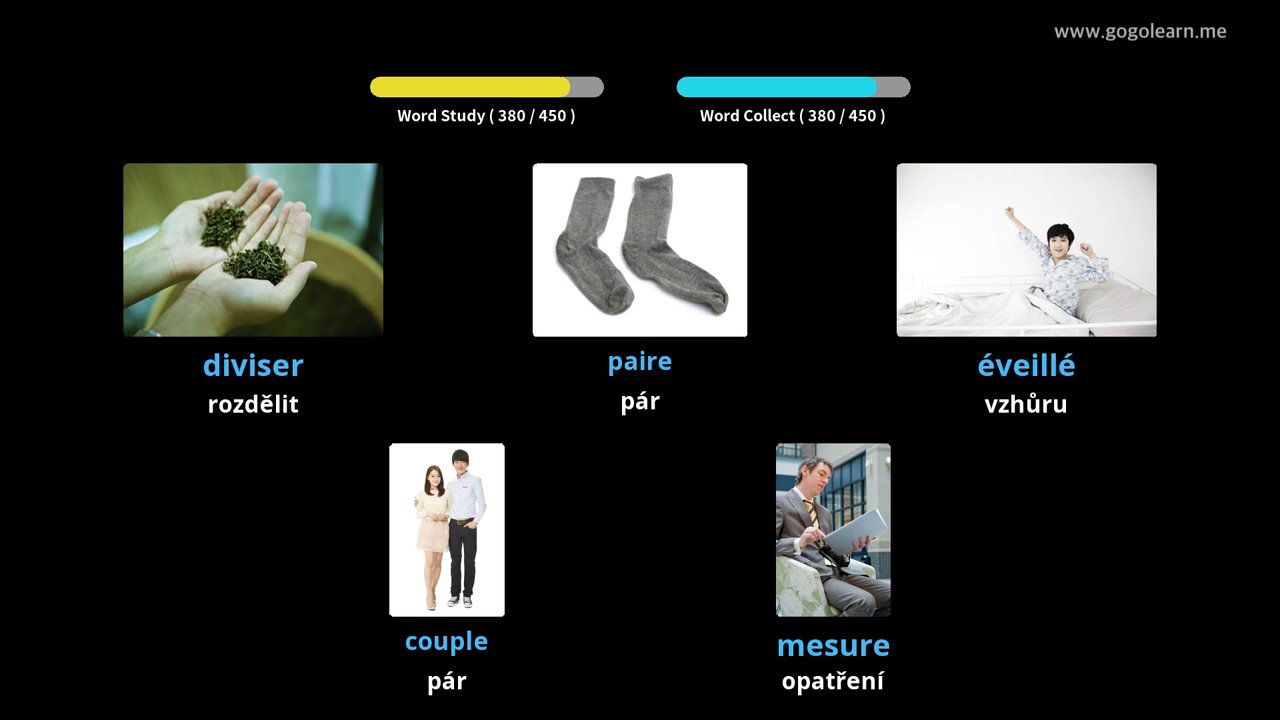 www.gogolearn.me
Word Study ( 380 / 450 )
Word Collect ( 380 / 450 )
diviser
rozdělit
paire
pár
éveillé
vzhůru
couple
pár
mesure
opatření